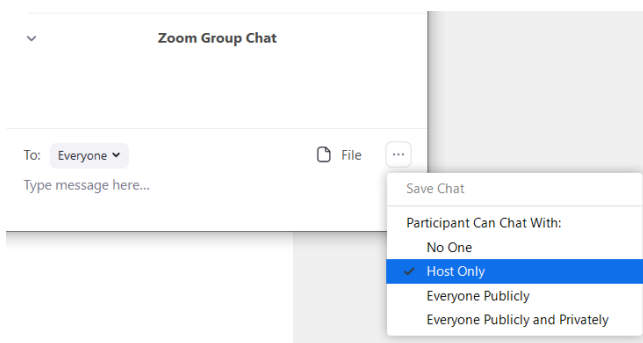 Zoom Group Chat
To: Everyone File ...
Type message here...
Save Chat
Participant Can Chat With:
No One
Host Only
Everyone Publicly
Everyone Publicly and Privately